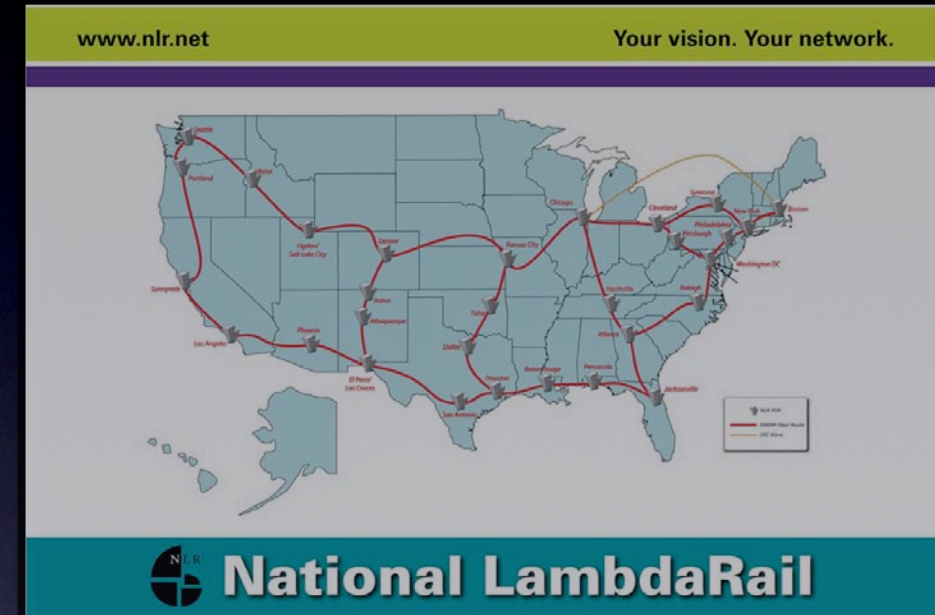 www.nlr.net
Your vision. Your network.
Seattle
Portland
Boise
Ogden/
Salt Lake City
Denver
Kansas City
Chicago
Cleveland
Syracuse
New York
Boston
Philadelphia
Pittsburgh
Washington DC
Sunnyvale
Raton
Tulsa
Nashville
Raleigh
Los Angeles
Phoenix
Albuquerque
Dallas
Atlanta
El Paso/
Las Cruces
San Antonio
Houston
Baton Rouge
Pensacola
Jacksonville
NLR
National LambdaRail